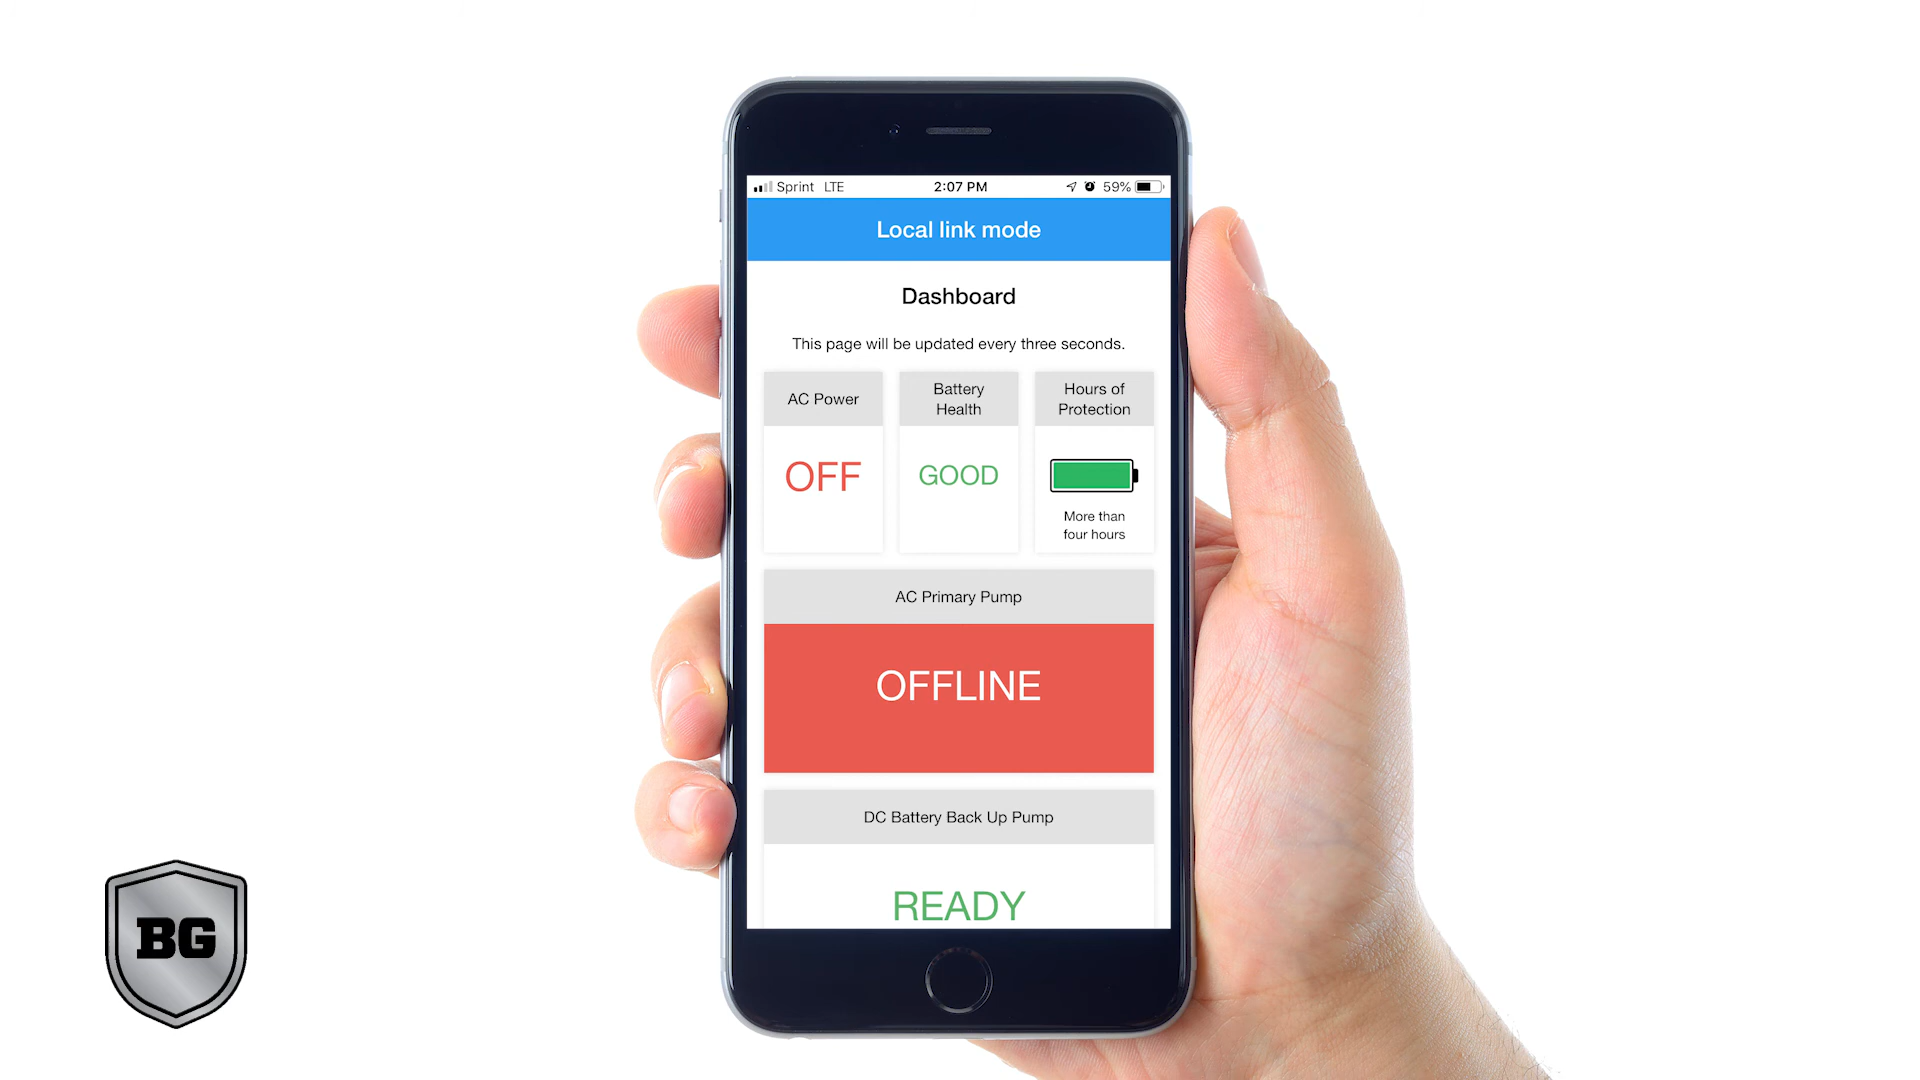 Sprint LTE 2:07 PM 59%
Local link mode
Dashboard
This page will be updated every three seconds.
AC Power
Battery
Health
Hours of
Protection
OFF
GOOD
More than
four hours
AC Primary Pump
OFFLINE
DC Battery Back Up Pump
READY
BG